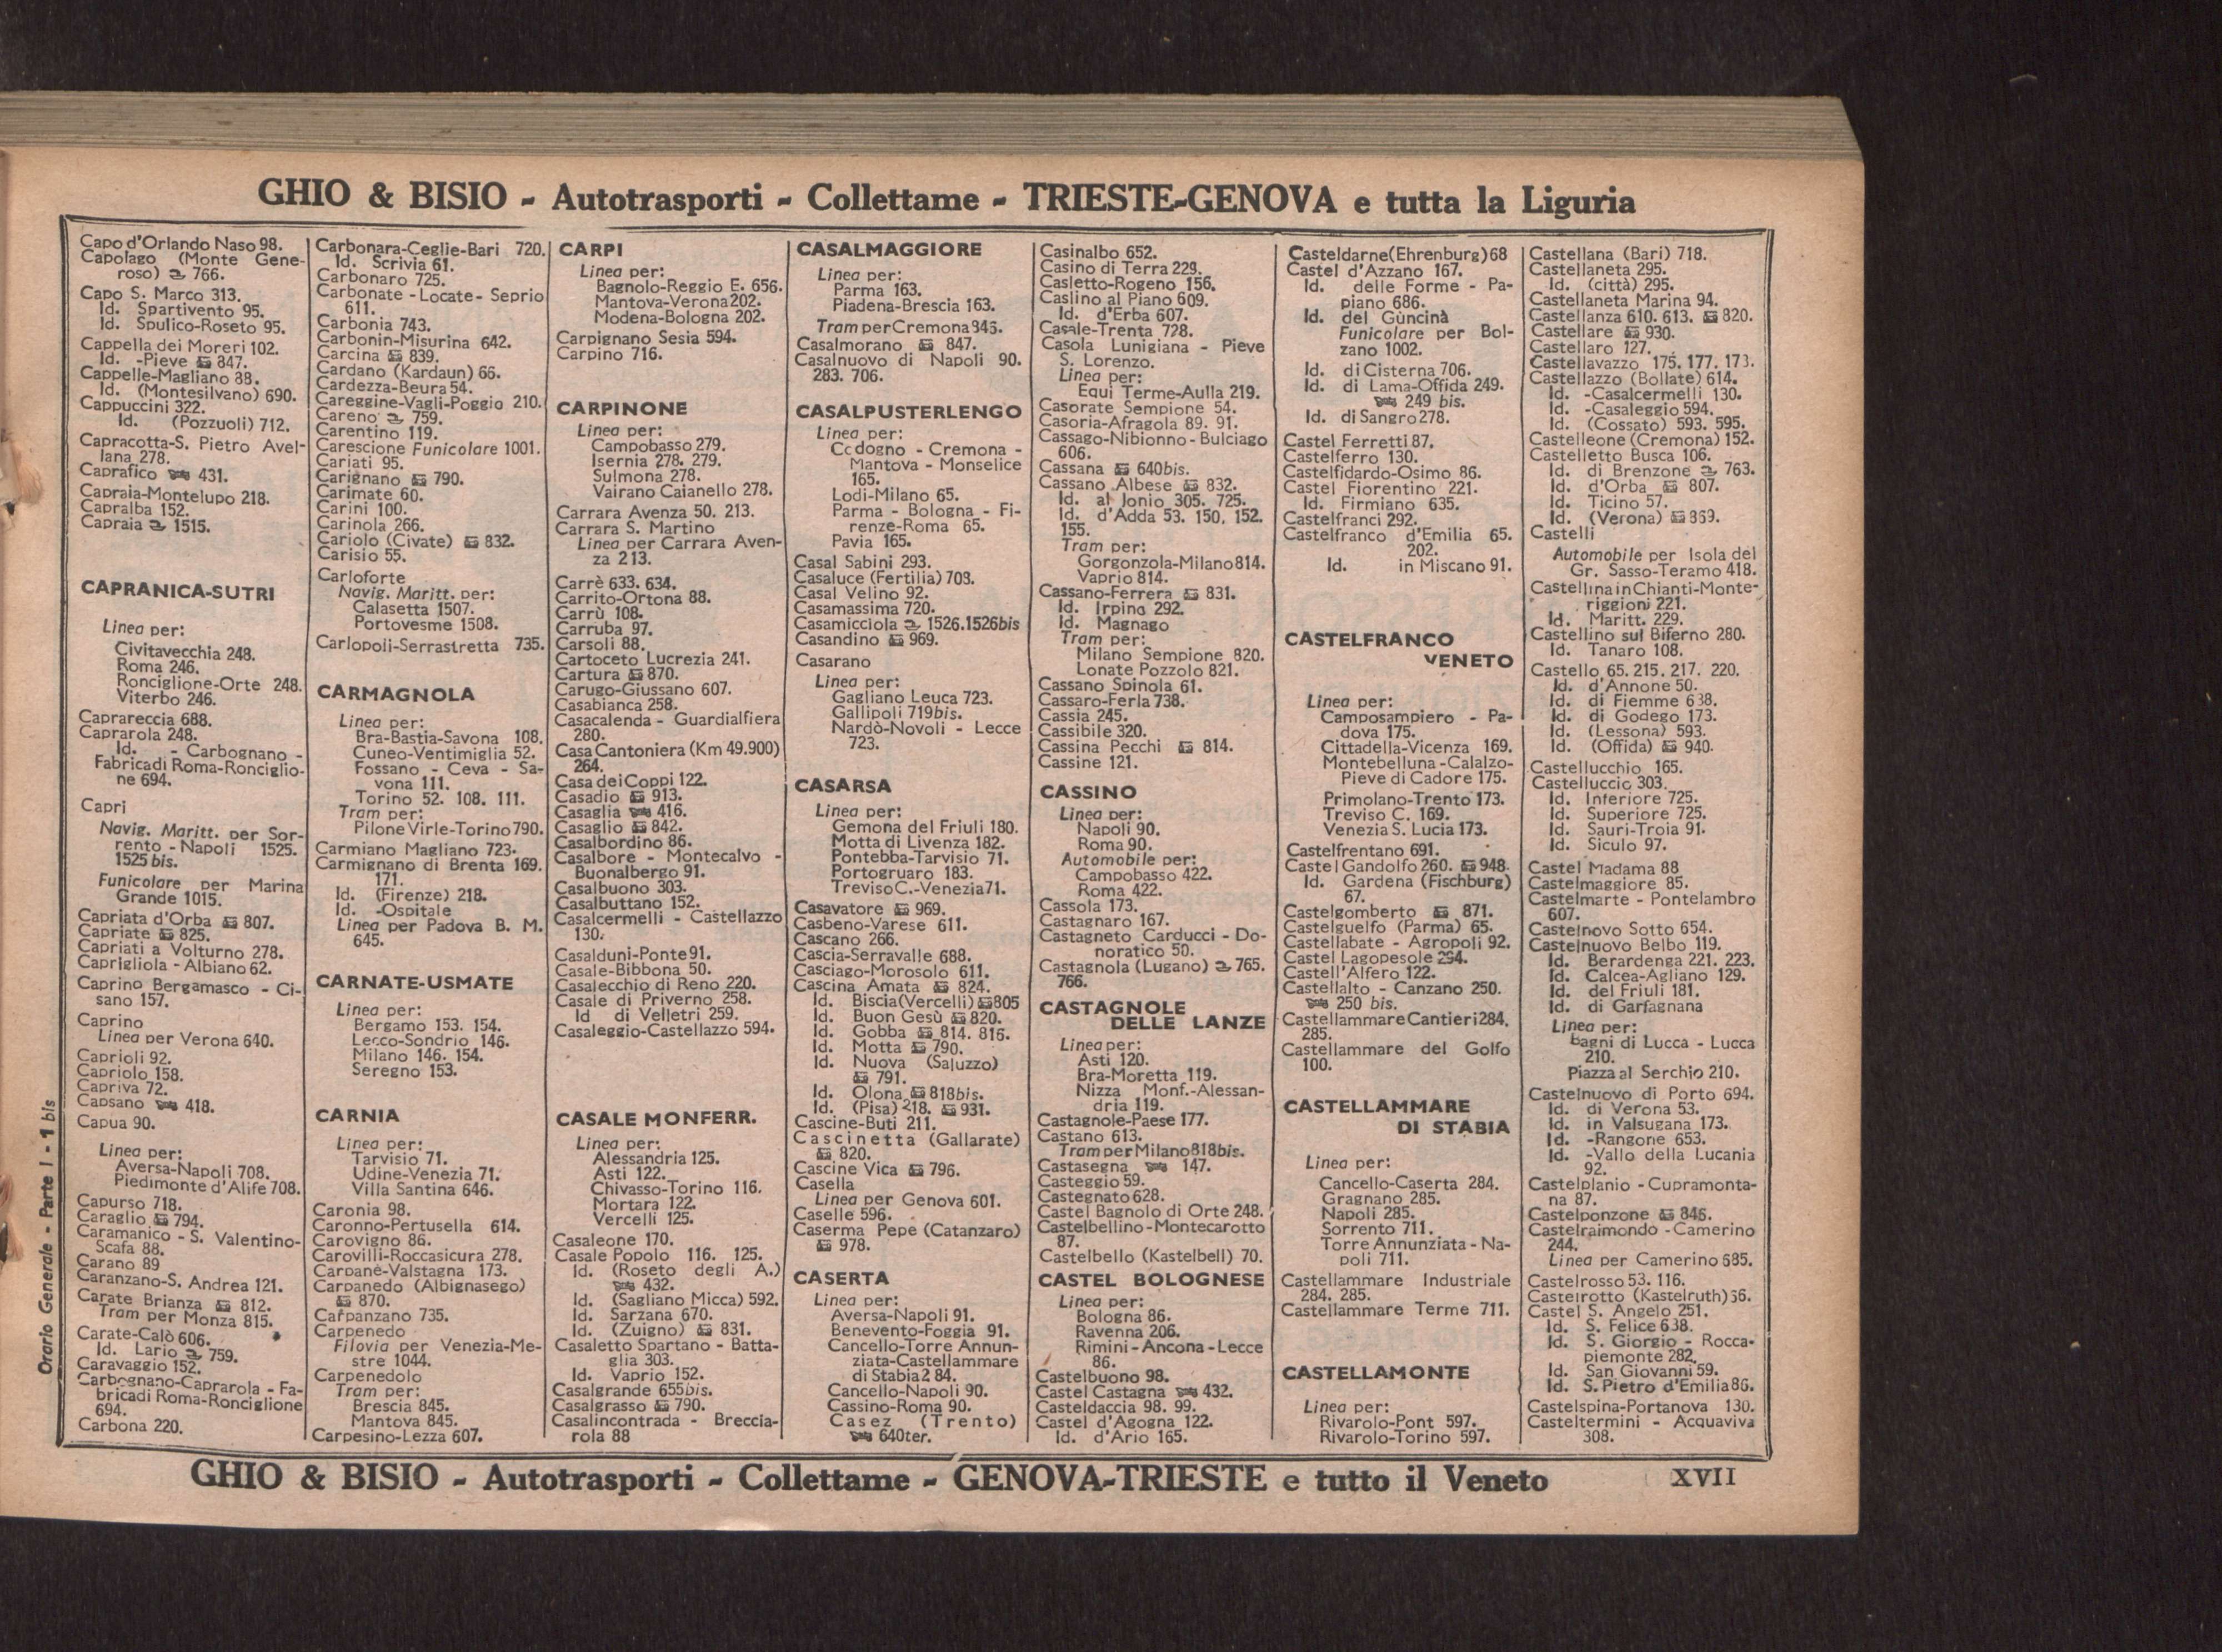 GHIO & BISIO - Autotrasporti - Collettame - TRIESTE-GENOVA e tutta la Liguria
Capo d'Orlando Naso 98.
Capolago (Monte Gene-
roso) 766.
Capo S. Marco 313.
Id. Spartivento 95.
Id. Spulico-Roseto 95.
Cappella dei Moreri 102.
Id. -Pieve 847.
Cappelle-Magliano 88.
Id. (Montesilvano) 690.
Cappuccini 322.
Id. (Pozzuoli) 712.
Capracotta-S. Pietro Avel-
lana 278.
Caprafico 431.
Capraia-Montelupo 218.
Capralba 152.
Capraia 1515.
CAPRANICA-SUTRI
Linea per:
Civitavecchia 248.
Roma 246.
Ronciglione-Orte 248.
Viterbo 246.
Caprareccia 688.
Caprarola 248.
Id. - Carbognano -
Fabricadi Roma-Ronciglio-
ne 694.
Capri
Navig. Maritt. per Sor-
rento - Napoli 1525.
1525 bis.
Funicolare per Marina
Grande 1015.
Capriata d'Orba 807.
Capriate 825.
Capriati a Volturno 278.
Caprigliola - Albiano 62.
Caprino Bergamasco - Ci-
sano 157.
Caprino
Linea per Verona 640.
Caprioli 92.
Capriolo 158.
Capriva 72.
Capsano 418.
Capua 90.
Linea per:
Aversa-Napoli 708.
Piedimonte d'Alife 708.
Capurso 718.
Caraglio 794.
Caramanico - S. Valentino-
Scafa 88.
Carano 89
Caranzano-S. Andrea 121.
Carate Brianza 812.
Tram per Monza 815.
Carate-Calò 606.
Id. Lario 759.
Caravaggio 152.
Carbognano-Caprarola - Fa-
bricadi Roma-Ronciglione
694.
Carbona 220.
Carbonara-Ceglie-Bari 720.
Id. Scrivia 61.
Carbonaro 725.
Carbonate - Locate - Seprio
611.
Carbonia 743.
Carbonin-Misurina 642.
Carcina 839.
Cardano (Kardaun) 66.
Cardezza-Beura 54.
Careggine-Vagli-Poggio 210.
Careno 759.
Carentino 119.
Carescione Funicolare 1001.
Cariati 95.
Carignano 790.
Carimate 60.
Carini 100.
Carinola 266.
Cariolo (Civate) 832.
Carisio 55.
Carloforte
Navig. Maritt. per:
Calasetta 1507.
Portovesme 1508.
Carlopoli-Serrastretta 735.
CARMAGNOLA
Linea per:
Bra-Bastia-Savona 108.
Cuneo-Ventimiglia 52.
Fossano - Ceva - Sa-
vona 111.
Torino 52. 108. 111.
Tram per:
Pilone Virle-Torino 790.
Carmiano Magliano 723.
Carmignano di Brenta 169.
171.
Id. (Firenze) 218.
Id. -Ospitale
Linea per Padova B. M.
645.
CARNATE-USMATE
Linea per:
Bergamo 153. 154.
Lecco-Sondrio 146.
Milano 146. 154.
Seregno 153.
CARNIA
Linea per:
Tarvisio 71.
Udine-Venezia 71.
Villa Santina 646.
Caronia 98.
Caronno-Pertusella 614.
Carovigno 86.
Carovilli-Roccasicura 278.
Carpanè-Valstagna 173.
Carpanedo (Albignasego)
870.
Carpanzano 735.
Carpenedo
Filovia per Venezia-Me-
stre 1044.
Carpenedolo
Tram per:
Brescia 845.
Mantova 845.
Carpesino-Lezza 607.
CARPI
Linea per:
Bagnolo-Reggio E. 656.
Mantova-Verona 202.
Modena-Bologna 202.
Carpignano Sesia 594.
Carpino 716.
CARPINONE
Linea per:
Campobasso 279.
Isernia 278. 279.
Sulmona 278.
Vairano Caianello 278.
Carrara Avenza 50. 213.
Carrara S. Martino
Linea per Carrara Aven-
za 213.
Carrè 633. 634.
Carrito-Ortona 88.
Carrù 108.
Carruba 97.
Carsoli 88.
Cartoceto Lucrezia 241.
Cartura 870.
Carugo-Giussano 607.
Casabianca 258.
Casacalenda - Guardialfiera
280.
Casa Cantoniera (Km 49.900)
264.
Casa dei Coppi 122.
Casadio 913.
Casaglia 416.
Casaglio 842.
Casalbordino 86.
Casalbore - Montecalvo -
Buonalbergo 91.
Casalbuono 303.
Casalbuttano 152.
Casalcermelli - Castellazzo
130.
Casalduni-Ponte 91.
Casale-Bibbona 50.
Casalecchio di Reno 220.
Casale di Priverno 258.
Id di Velletri 259.
Casaleggio-Castellazzo 594.
CASALE MONFERR.
Linea per:
Alessandria 125.
Asti 122.
Chivasso-Torino 116.
Mortara 122.
Vercelli 125.
Casaleone 170.
Casale Popolo 116. 125.
Id. (Roseto degli A.)
432.
Id. (Sagliano Micca) 592.
Id. Sarzana 670.
Id. (Zuigno) 831.
Casaletto Spartano - Batta-
glia 303.
Id. Vaprio 152.
Casalgrande 655bis.
Casalgrasso 790.
Casalincontrada - Breccia-
rola 88
CASALMAGGIORE
Linea per:
Parma 163.
Piadena-Brescia 163.
Tram per Cremona 846.
Casalmorano 847.
Casalnuovo di Napoli 90.
283. 706.
CASALPUSTERLENGO
Linea per:
Codogno - Cremona -
Mantova - Monselice
165.
Lodi-Milano 65.
Parma - Bologna - Fi-
renze-Roma 65.
Pavia 165.
Casal Sabini 293.
Casaluce (Fertilia) 708.
Casal Velino 92.
Casamassima 720.
Casamicciola 1526.1526bis
Casandino 969.
Casarano
Linea per:
Gagliano Leuca 723.
Gallipoli 719bis.
Nardò-Novoli - Lecce
723.
CASARSA
Linea per:
Gemona del Friuli 180.
Motta di Livenza 182.
Pontebba-Tarvisio 71.
Portogruaro 183.
Treviso C.-Venezia 71.
Casavatore 969.
Casbeno-Varese 611.
Cascano 266.
Cascia-Serravalle 688.
Casciago-Morosolo 611.
Cascina Amata 824.
Id. Biscia (Vercelli) 805
Id. Buon Gesù 820.
Id. Gobba 814. 816.
Id. Motta 790.
Id. Nuova (Saluzzo)
791.
Id. Olona 818bis.
Id. (Pisa) 218. 931.
Cascine-Buti 211.
Cascinetta (Gallarate)
820.
Cascine Vica 796.
Casella
Linea per Genova 601.
Caselle 596.
Caserma Pepe (Catanzaro)
978.
CASERTA
Linea per:
Aversa-Napoli 91.
Benevento-Foggia 91.
Cancello-Torre Annun-
ziata-Castellammare
di Stabia 2 84.
Cancello-Napoli 90.
Cassino-Roma 90.
Casez (Trento)
640ter.
Casinalbo 652.
Casino di Terra 229.
Casletto-Rogeno 156.
Caslino al Piano 609.
Id. d'Erba 607.
Casale-Trenta 728.
Casola Lunigiana - Pieve
S. Lorenzo.
Linea per:
Equi Terme-Aulla 219.
Casorate Sempione 54.
Casoria-Afragola 89. 91.
Cassago-Nibionno - Bulciago
606.
Cassana 640bis.
Cassano Albese 832.
Id. al Jonio 305. 725.
Id. d'Adda 53. 150. 152.
155.
Tram per:
Gorgonzola-Milano 814.
Vaprio 814.
Cassano-Ferrera 831.
Id. Irpino 292.
Id. Magnago
Tram per:
Milano Sempione 820.
Lonate Pozzolo 821.
Cassano Spinola 61.
Cassaro-Ferla 738.
Cassia 245.
Cassibile 320.
Cassina Pecchi 814.
Cassine 121.
CASSINO
Linea per:
Napoli 90.
Roma 90.
Automobile per:
Campobasso 422.
Roma 422.
Cassola 173.
Castagnaro 167.
Castagneto Carducci - Do-
noratico 50.
Castagnola (Lugano) 765.
766.
CASTAGNOLE
DELLE LANZE
Linea per:
Asti 120.
Bra-Moretta 119.
Nizza Monf.-Alessan-
dria 119.
Castagnole-Paese 177.
Castano 613.
Tram per Milano 818bis.
Castasegna 147.
Casteggio 59.
Castegnato 628.
Castel Bagnolo di Orte 248.
Castelbellino-Montecarotto
87.
Castelbello (Kastelbell) 70.
CASTEL BOLOGNESE
Linea per:
Bologna 86.
Ravenna 206.
Rimini - Ancona - Lecce
86.
Castelbuono 98.
Castel Castagna 432.
Casteldaccia 98. 99.
Castel d'Agogna 122.
Id. d'Ario 165.
Casteldarne (Ehrenburg) 68
Castel d'Azzano 167.
Id. delle Forme - Pa-
piano 686.
Id. del Gùncinà
Funicolare per Bol-
zano 1002.
Id. di Cisterna 706.
Id. di Lama-Offida 249.
249 bis.
Id. di Sangro 278.
Castel Ferretti 87.
Castelferro 130.
Castelfidardo-Osimo 86.
Castel Fiorentino 221.
Id. Firmiano 635.
Castelfranci 292.
Castelfranco d'Emilia 65.
202.
Id. in Miscano 91.
CASTELFRANCO
VENETO
Linea per:
Camposampiero - Pa-
dova 175.
Cittadella-Vicenza 169.
Montebelluna - Calalzo-
Pieve di Cadore 175.
Primolano-Trento 173.
Treviso C. 169.
Venezia S. Lucia 173.
Castelfrentano 691.
Castel Gandolfo 260. 948.
Id. Gardena (Fischburg)
67.
Castelgomberto 871.
Castelguelfo (Parma) 65.
Castellabate - Agropoli 92.
Castel Lagopesole 294.
Castell'Alfero 122.
Castellalto - Canzano 250.
250 bis.
Castellammare Cantieri 284.
285.
Castellammare del Golfo
100.
CASTELLAMMARE
DI STABIA
Linea per:
Cancello-Caserta 284.
Gragnano 285.
Napoli 285.
Sorrento 711.
Torre Annunziata - Na-
poli 711.
Castellammare Industriale
284. 285.
Castellammare Terme 711.
CASTELLAMONTE
Linea per:
Rivarolo-Pont 597.
Rivarolo-Torino 597.
Castellana (Bari) 718.
Castellaneta 295.
Id. (città) 295.
Castellaneta Marina 94.
Castellanza 610. 613. 820.
Castellare 930.
Castellaro 127.
Castellavazzo 175. 177. 173.
Castellazzo (Bollate) 614.
Id. -Casalcermelli 130.
Id. -Casaleggio 594.
Id. (Cossato) 593. 595.
Castelleone (Cremona) 152.
Castelletto Busca 106.
Id. di Brenzone 763.
Id. d'Orba 807.
Id. Ticino 57.
Id. (Verona) 869.
Castelli
Automobile per Isola del
Gr. Sasso-Teramo 418.
Castellina in Chianti-Monte-
riggioni 221.
Id. Maritt. 229.
Castellino sul Biferno 280.
Id. Tanaro 108.
Castello 65. 215. 217. 220.
Id. d'Annone 50.
Id. di Fiemme 638.
Id. di Godego 173.
Id. (Lessona) 593.
Id. (Offida) 940.
Castellucchio 165.
Castelluccio 303.
Id. Inferiore 725.
Id. Superiore 725.
Id. Sauri-Troia 91.
Id. Siculo 97.
Castel Madama 88
Castelmaggiore 85.
Castelmarte - Pontelambro
607.
Castelnovo Sotto 654.
Castelnuovo Belbo 119.
Id. Berardenga 221. 223.
Id. Calcea-Agliano 129.
Id. del Friuli 181.
Id. di Garfagnana
Linea per:
Bagni di Lucca - Lucca
210.
Piazza al Serchio 210.
Castelnuovo di Porto 694.
Id. di Verona 53.
Id. in Valsugana 173.
Id. -Rangone 653.
Id. -Vallo della Lucania
92.
Castelplanio - Cupramonta-
na 87.
Castelponzone 846.
Castelraimondo - Camerino
244.
Linea per Camerino 685.
Castelrosso 53. 116.
Castelrotto (Kastelruth) 66.
Castel S. Angelo 251.
Id. S. Felice 638.
Id. S. Giorgio - Rocca-
piemonte 282.
Id. San Giovanni 59.
Id. S. Pietro d'Emilia 86.
Castelspina-Portanova 130.
Casteltermini - Acquaviva
308.
Orario Generale - Parte I - 1 bis
GHIO & BISIO - Autotrasporti - Collettame - GENOVA-TRIESTE e tutto il Veneto
XVII